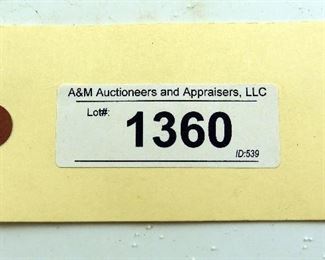 A&M Auctioneers and Appraisers, LLC
Lot#:
1360
ID:539